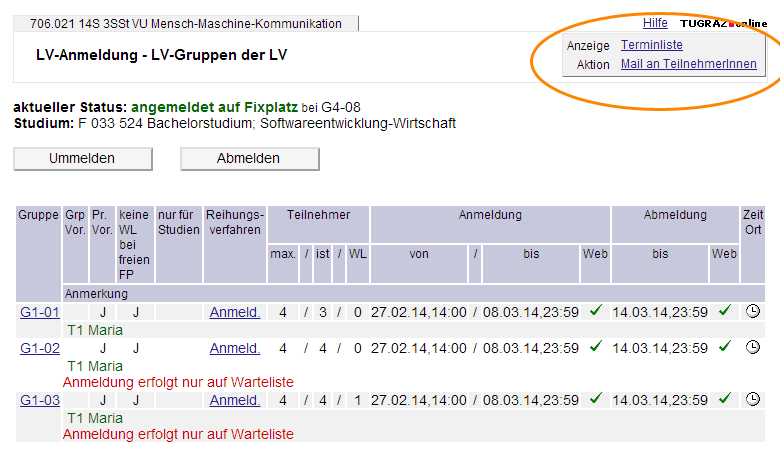 706.021 14S 3SSt VU Mensch-Maschine-Kommunikation
Hilfe TUGRAZ online
LV-Anmeldung - LV-Gruppen der LV
Anzeige Terminliste
Aktion Mail an TeilnehmerInnen
aktueller Status: angemeldet auf Fixplatz bei G4-08
Studium: F 033 524 Bachelorstudium; Softwareentwicklung-Wirtschaft
Ummelden Abmelden
Gruppe Grp Vor. Pr. Vor. keine WL bei freien FP nur für Studien Reihungs-verfahren Teilnehmer Anmeldung Abmeldung Zeit Ort
max. / ist / WL von / bis Web bis Web
Anmerkung
G1-01 J J Anmeld. 4 / 3 / 0 27.02.14,14:00 / 08.03.14,23:59 14.03.14,23:59
T1 Maria
G1-02 J J Anmeld. 4 / 4 / 0 27.02.14,14:00 / 08.03.14,23:59 14.03.14,23:59
T1 Maria
Anmeldung erfolgt nur auf Warteliste
G1-03 J J Anmeld. 4 / 4 / 1 27.02.14,14:00 / 08.03.14,23:59 14.03.14,23:59
T1 Maria
Anmeldung erfolgt nur auf Warteliste